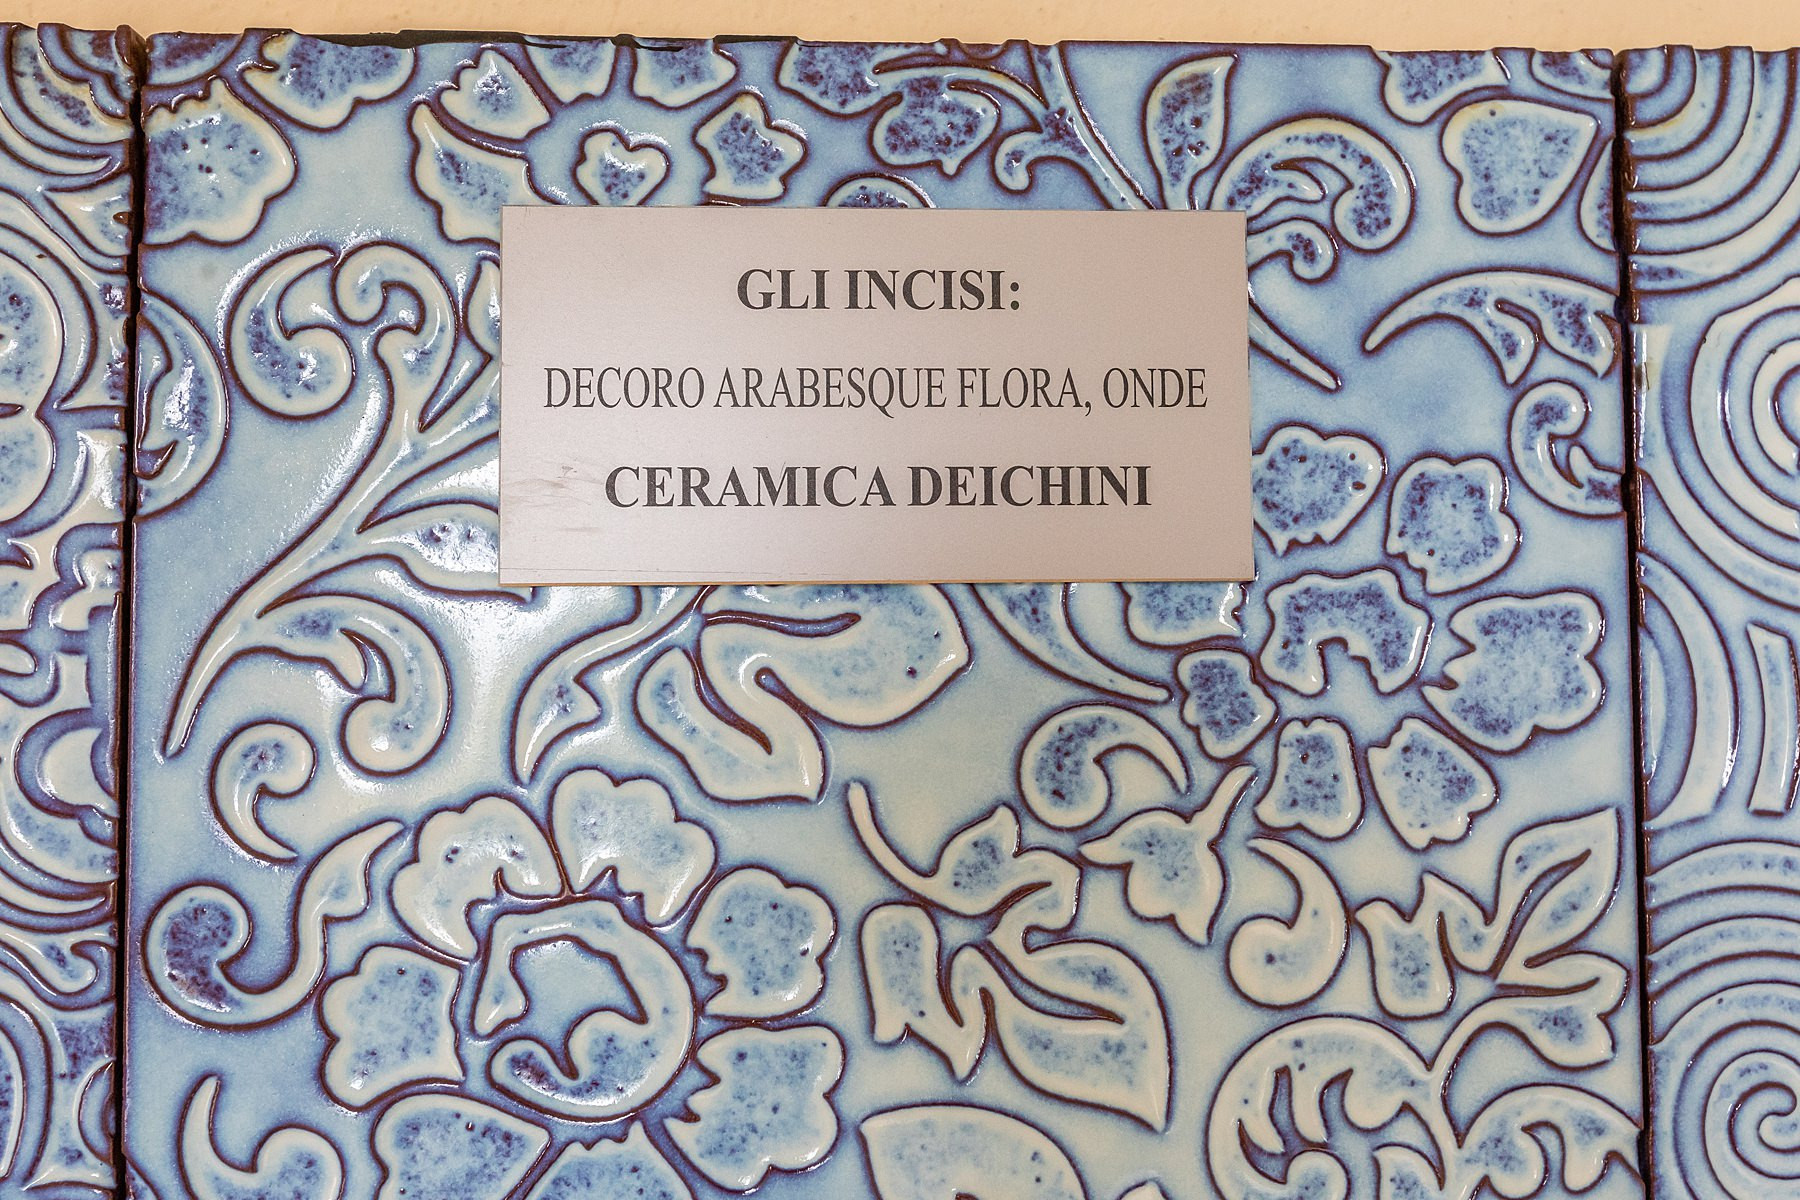 GLI INCISI:
DECORO ARABESQUE FLORA, ONDE
CERAMICA DEICHINI